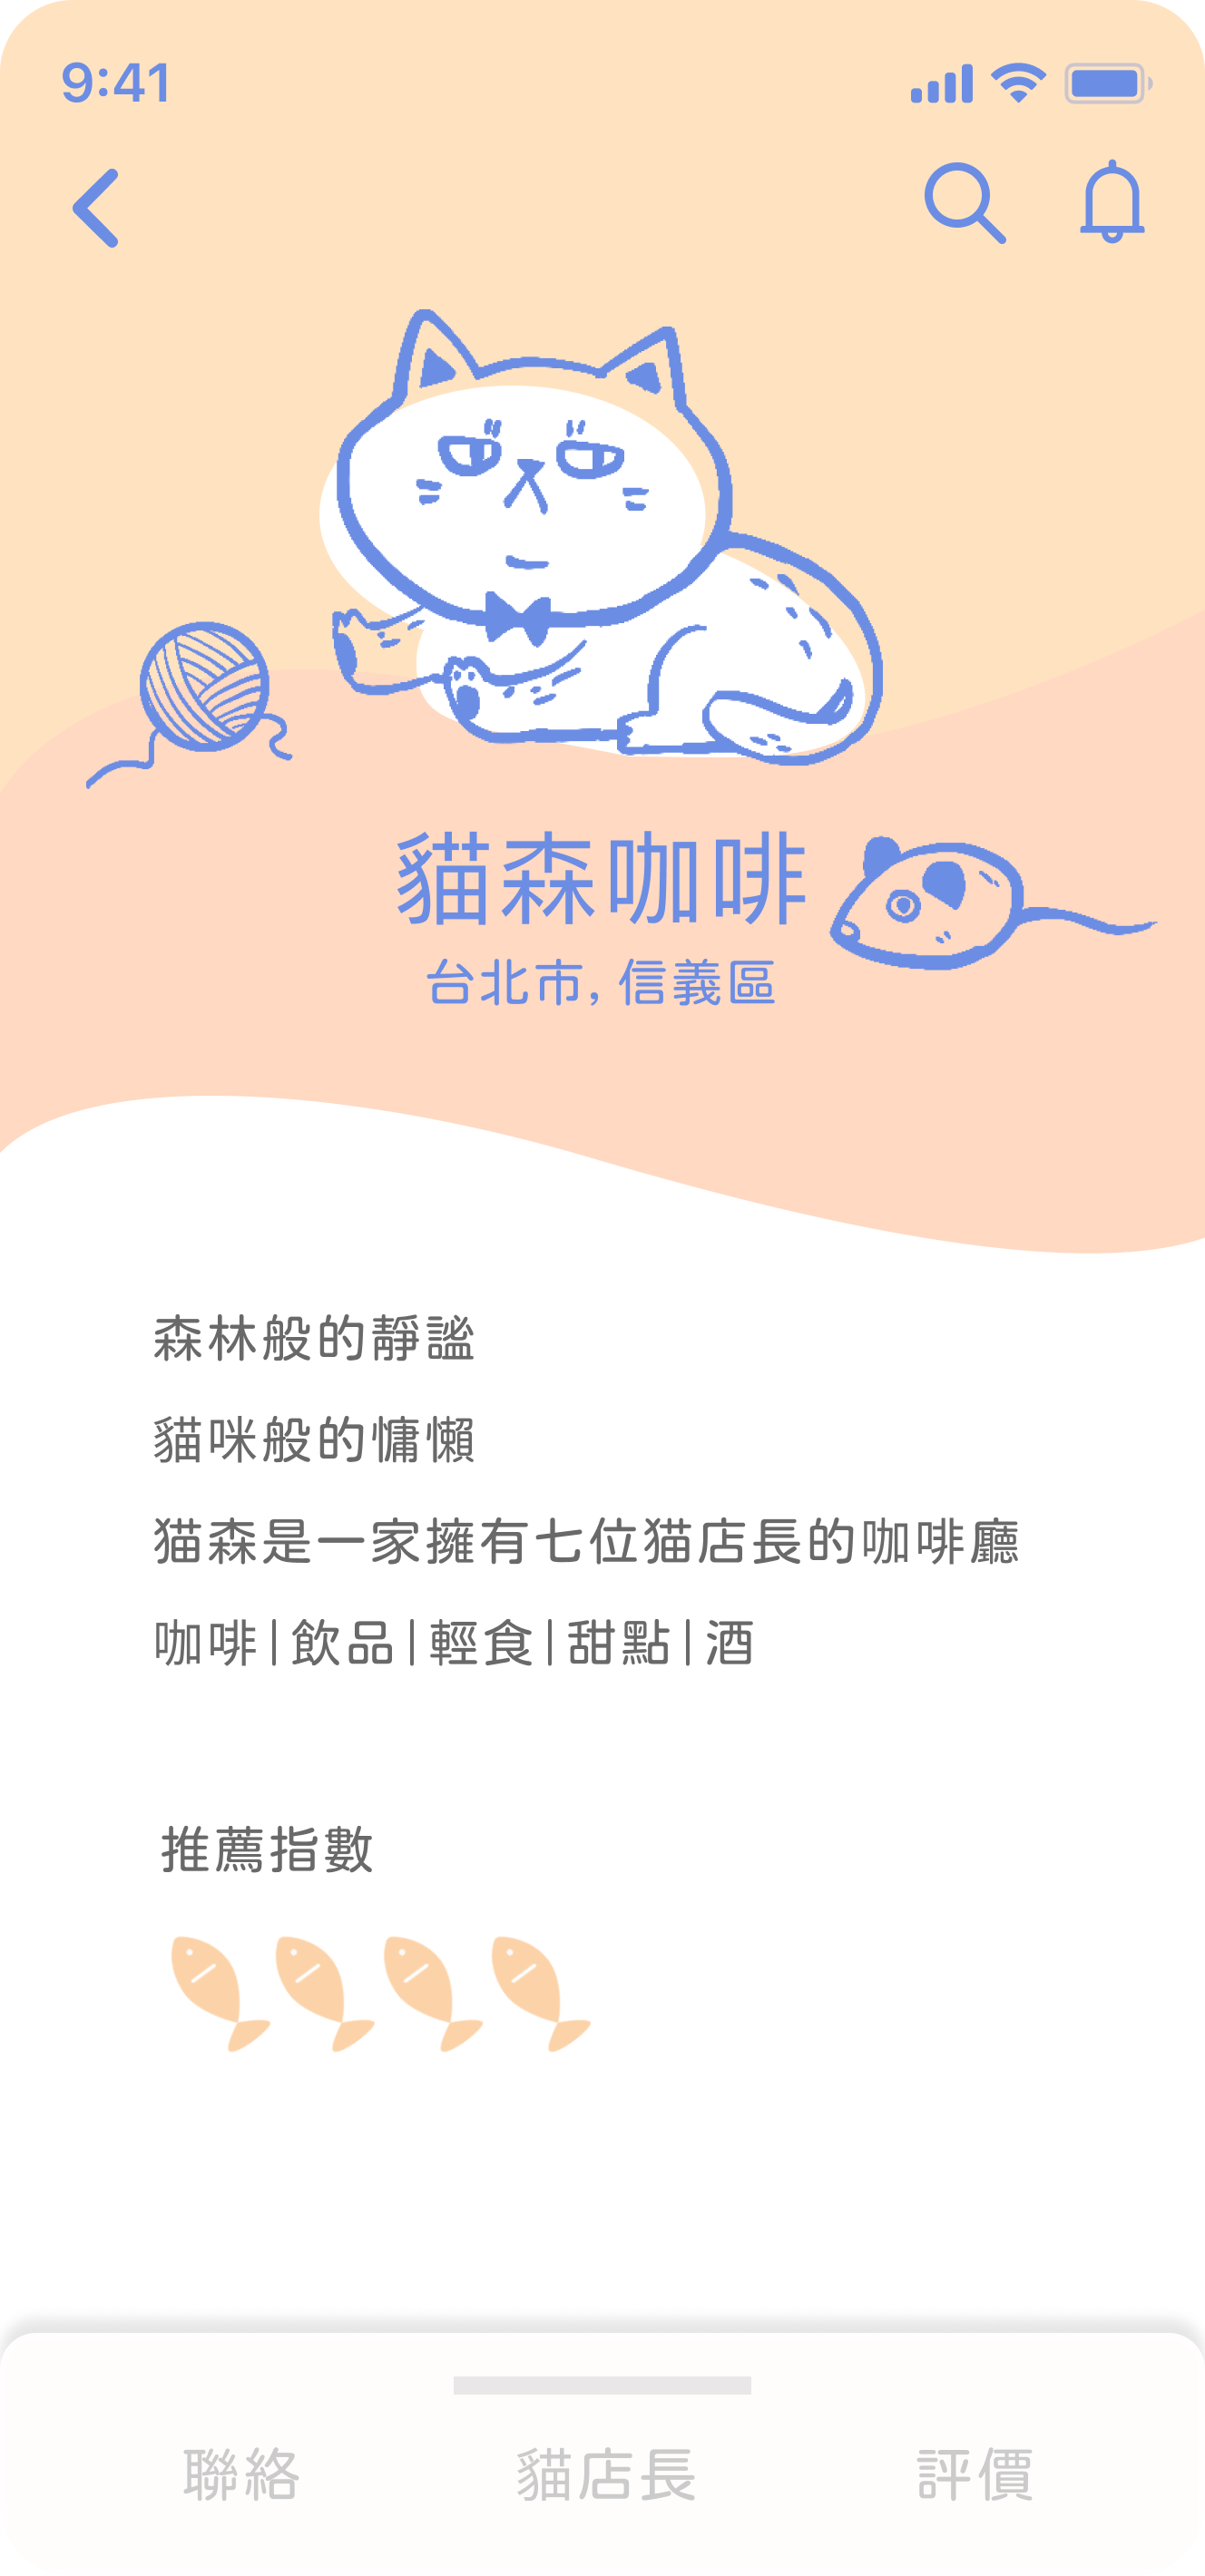 9:41
貓森咖啡
台北市, 信義區
森林般的靜謐
貓咪般的慵懶
猫森是一家擁有七位猫店長的咖啡廳
咖啡|飲品|輕食|甜點|酒
推薦指數
聯絡 貓店長 評價